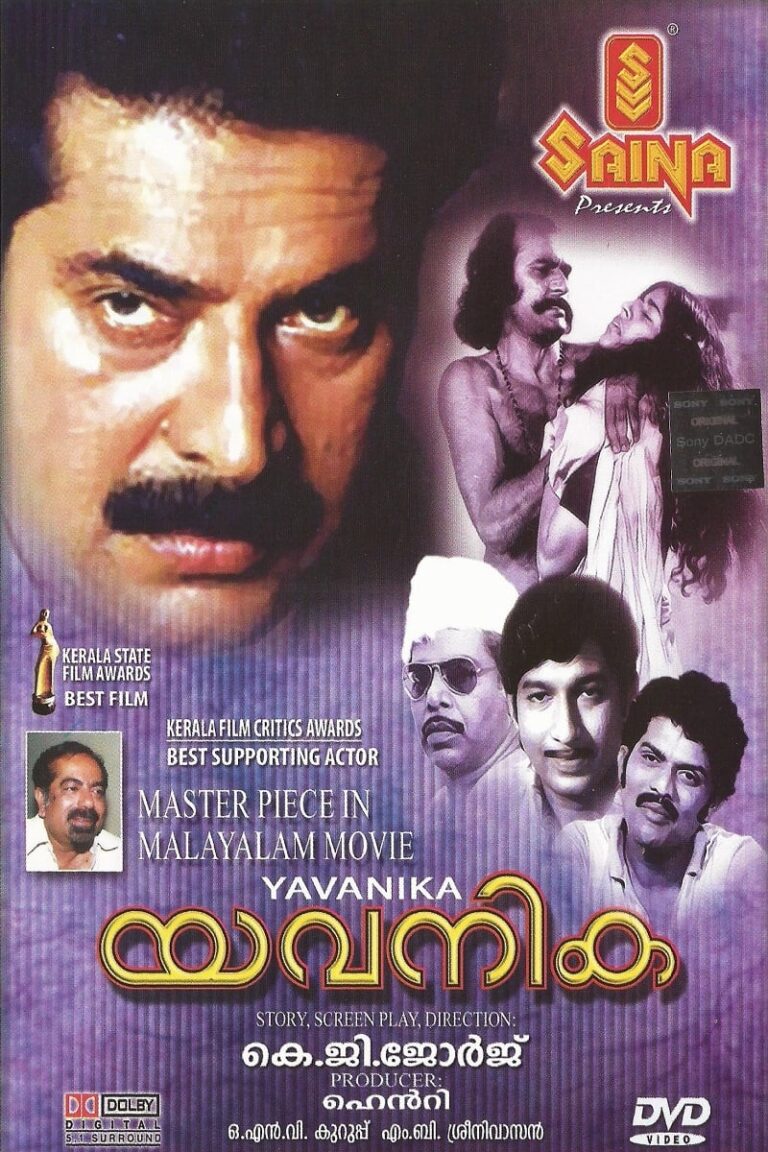 ®
SAINA
Presents
SONY SONY
ORIGINAL
Sony DADC
ORIGINAL
SONY SONY
KERALA STATE
FILM AWARDS
BEST FILM
KERALA FILM CRITICS AWARDS
BEST SUPPORTING ACTOR
MASTER PIECE IN
MALAYALAM MOVIE
YAVANIKA
യവനിക
STORY, SCREEN PLAY, DIRECTION:
കെ.ജി.ജോർജ്
PRODUCER:
ഹെൻറി
ഒ.എൻ.വി. കുറുപ്പ് എം.ബി. ശ്രീനിവാസൻ
DOLBY
DIGITAL
5.1 SURROUND
DVD
VIDEO